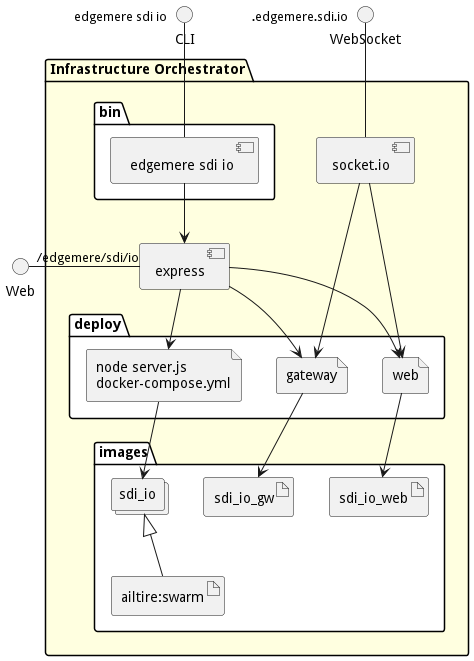 edgemere sdi io
.edgemere.sdi.io
CLI
WebSocket
Infrastructure Orchestrator
bin
edgemere sdi io
socket.io
/edgemere/sdi/io
express
Web
deploy
node server.js
docker-compose.yml
gateway
web
images
sdi_io
sdi_io_gw
sdi_io_web
ailtire:swarm